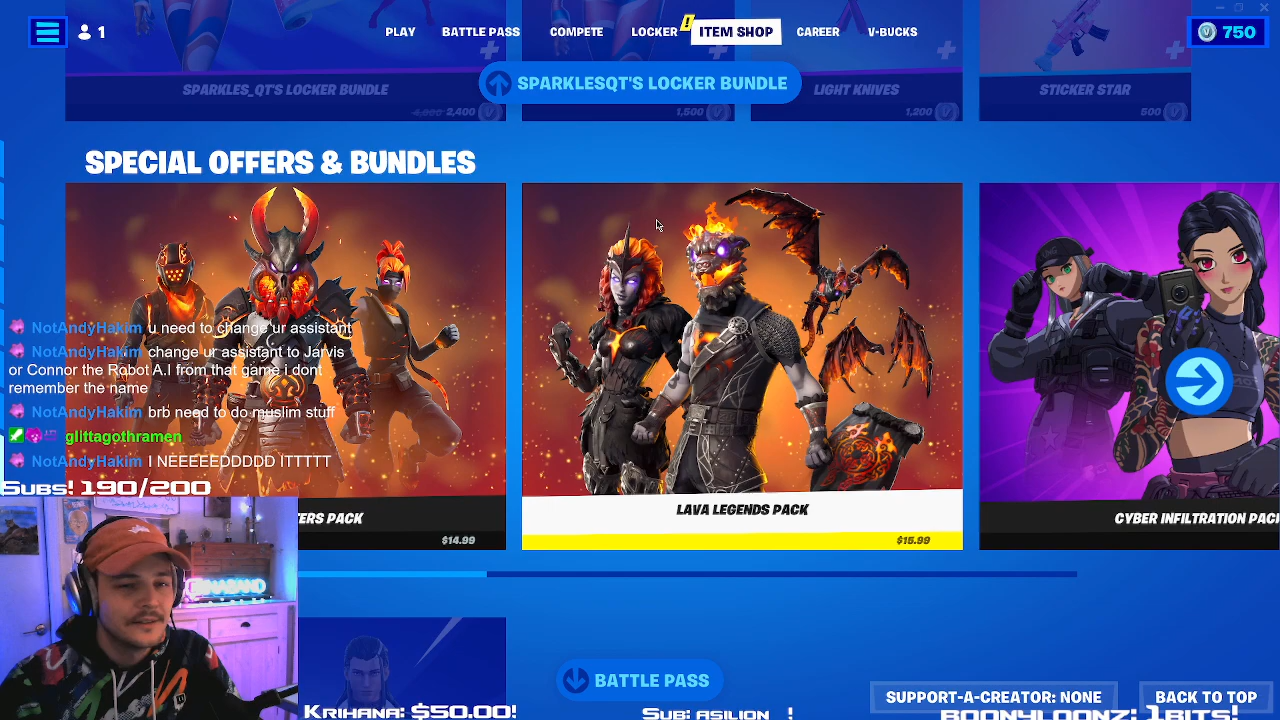 1
PLAY
BATTLE PASS
COMPETE
LOCKER
!
ITEM SHOP
CAREER
V-BUCKS
750
SPARKLESQT'S LOCKER BUNDLE
SPARKLES_QT'S LOCKER BUNDLE
LIGHT KNIVES
STICKER STAR
2,400
1,500
1,200
500
SPECIAL OFFERS & BUNDLES
NotAndyHakim u need to change ur assistant
NotAndyHakim change ur assistant to Jarvis
or Connor the Robot A.I from that game i dont
remember the name
NotAndyHakim brb need to do muslim stuff
glittagothramen
NotAndyHakim I NEEEEEDDDDD ITTTTT
Subs! 190/200
ERS PACK
$14.99
LAVA LEGENDS PACK
$15.99
CYBER INFILTRATION PACK
BATTLE PASS
SUPPORT-A-CREATOR: NONE
BACK TO TOP
Krihana: $50.00!
Sub: asilion !
BOONYLOONZ: 1 BITS!